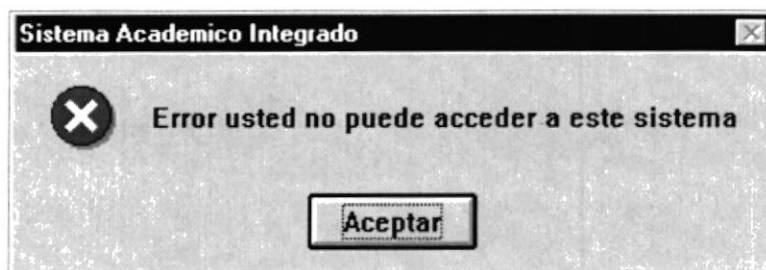 Sistema Academico Integrado
Error usted no puede acceder a este sistema
Aceptar